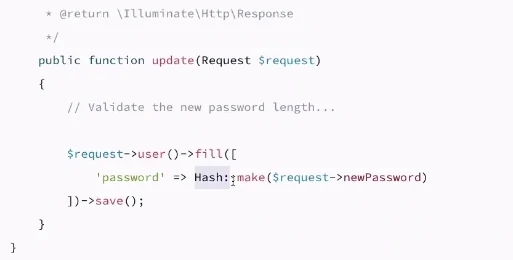 * @return \Illuminate\Http\Response
*/
public function update(Request $request)
{
// Validate the new password length...
$request->user()->fill([
'password' => Hash::make($request->newPassword)
])->save();
}
}